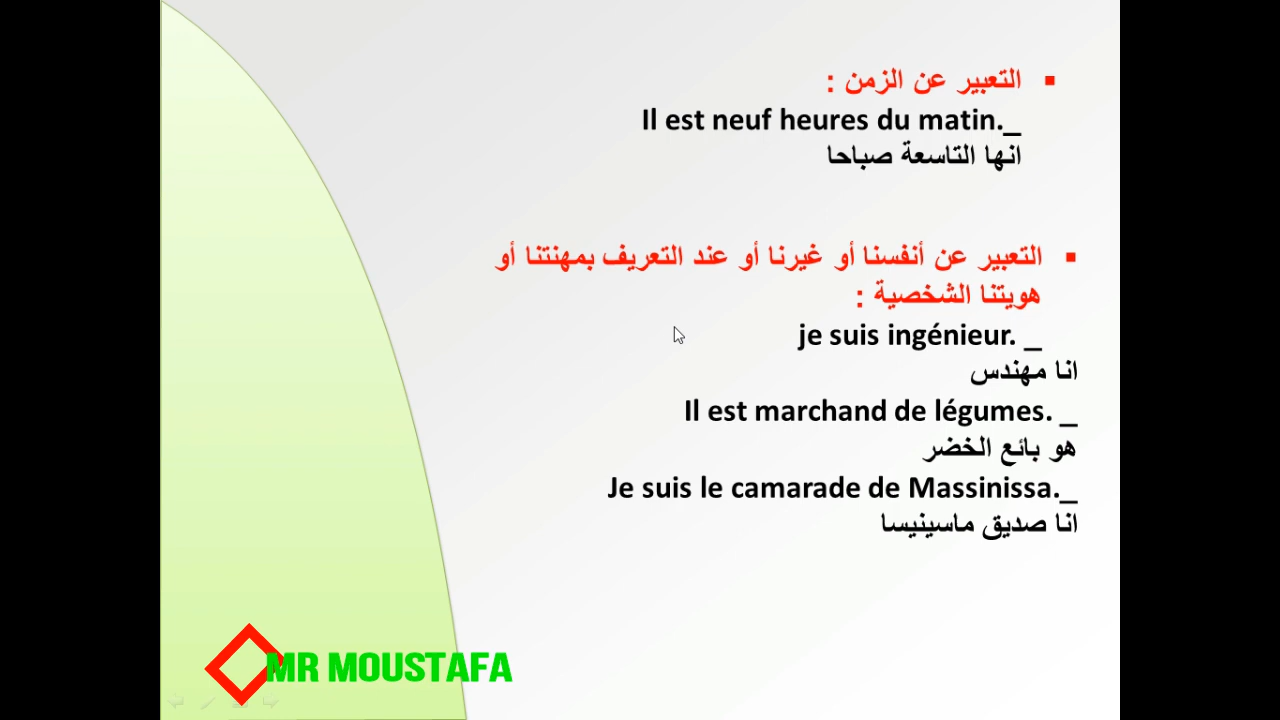 ▪ التعبير عن الزمن :
Il est neuf heures du matin._
انها التاسعة صباحا
▪ التعبير عن أنفسنا أو غيرنا أو عند التعريف بمهنتنا أو
هويتنا الشخصية :
je suis ingénieur. _
انا مهندس
Il est marchand de légumes. _
هو بائع الخضر
Je suis le camarade de Massinissa._
انا صديق ماسينيسا
MR MOUSTAFA